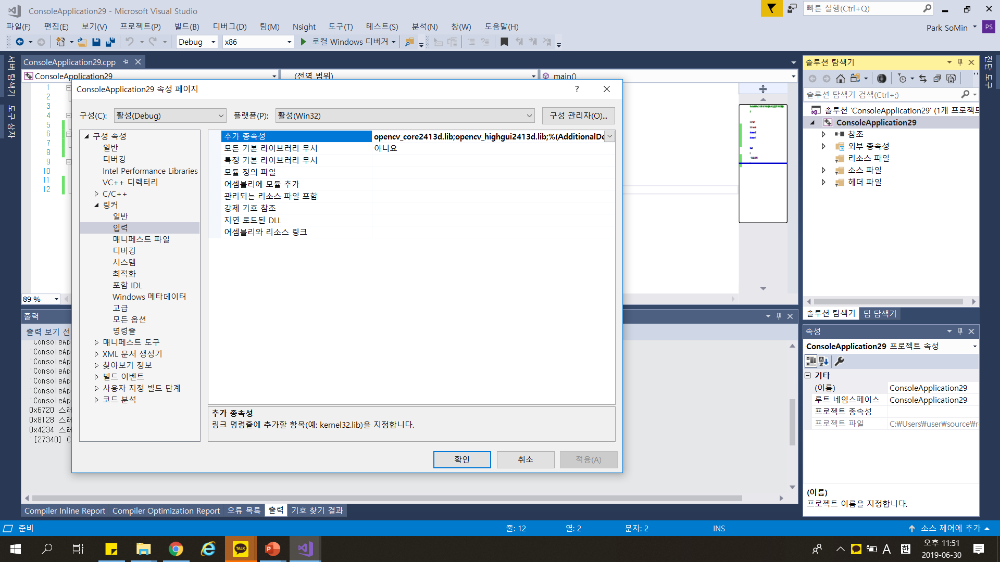 ConsoleApplication29 - Microsoft Visual Studio
빠른 실행(Ctrl+Q)
파일(F) 편집(E) 보기(V) 프로젝트(P) 빌드(B) 디버그(D) 팀(M) Nsight 도구(T) 테스트(S) 분석(N) 창(W) 도움말(H)
Park SoMin PS
Debug x86 로컬 Windows 디버거
서버 탐색기
도구 상자
진단 도구
ConsoleApplication29.cpp
ConsoleApplication29 (전역 범위) main()
1
2
3
4
5
6
7
8
9
10
11
12
89 %
ConsoleApplication29 속성 페이지 ?
구성(C): 활성(Debug) 플랫폼(P): 활성(Win32) 구성 관리자(O)...
구성 속성
일반
디버깅
Intel Performance Libraries
VC++ 디렉터리
C/C++
링커
일반
입력
매니페스트 파일
디버깅
시스템
최적화
포함 IDL
Windows 메타데이터
고급
모든 옵션
명령줄
매니페스트 도구
XML 문서 생성기
찾아보기 정보
빌드 이벤트
사용자 지정 빌드 단계
코드 분석
추가 종속성 opencv_core2413d.lib;opencv_highgui2413d.lib;%(AdditionalDe
모든 기본 라이브러리 무시 아니요
특정 기본 라이브러리 무시
모듈 정의 파일
어셈블리에 모듈 추가
관리되는 리소스 파일 포함
강제 기호 참조
지연 로드된 DLL
어셈블리와 리소스 링크
추가 종속성
링크 명령줄에 추가할 항목(예: kernel32.lib)을 지정합니다.
확인 취소 적용(A)
출력
출력 보기 선
'ConsoleAp
'ConsoleAp
'ConsoleAp
'ConsoleAp
'ConsoleAp
'ConsoleAp
'ConsoleAp
0x6720 스레
0x8128 스레
0x4234 스레
'[27340] C
Compiler Inline Report Compiler Optimization Report 오류 목록 출력 기호 찾기 결과
솔루션 탐색기
솔루션 탐색기 검색(Ctrl+;)
솔루션 'ConsoleApplication29' (1개 프로젝트
ConsoleApplication29
참조
외부 종속성
리소스 파일
소스 파일
헤더 파일
솔루션 탐색기 팀 탐색기
속성
ConsoleApplication29 프로젝트 속성
기타
(이름) ConsoleApplication29
루트 네임스페이스 ConsoleApplication29
프로젝트 종속성
프로젝트 파일 C:₩Users₩user₩source₩r
(이름)
프로젝트 이름을 지정합니다.
준비 줄: 12 열: 2 문자: 2 INS 소스 제어에 추가
TALK
A 한
오후 11:51
2019-06-30